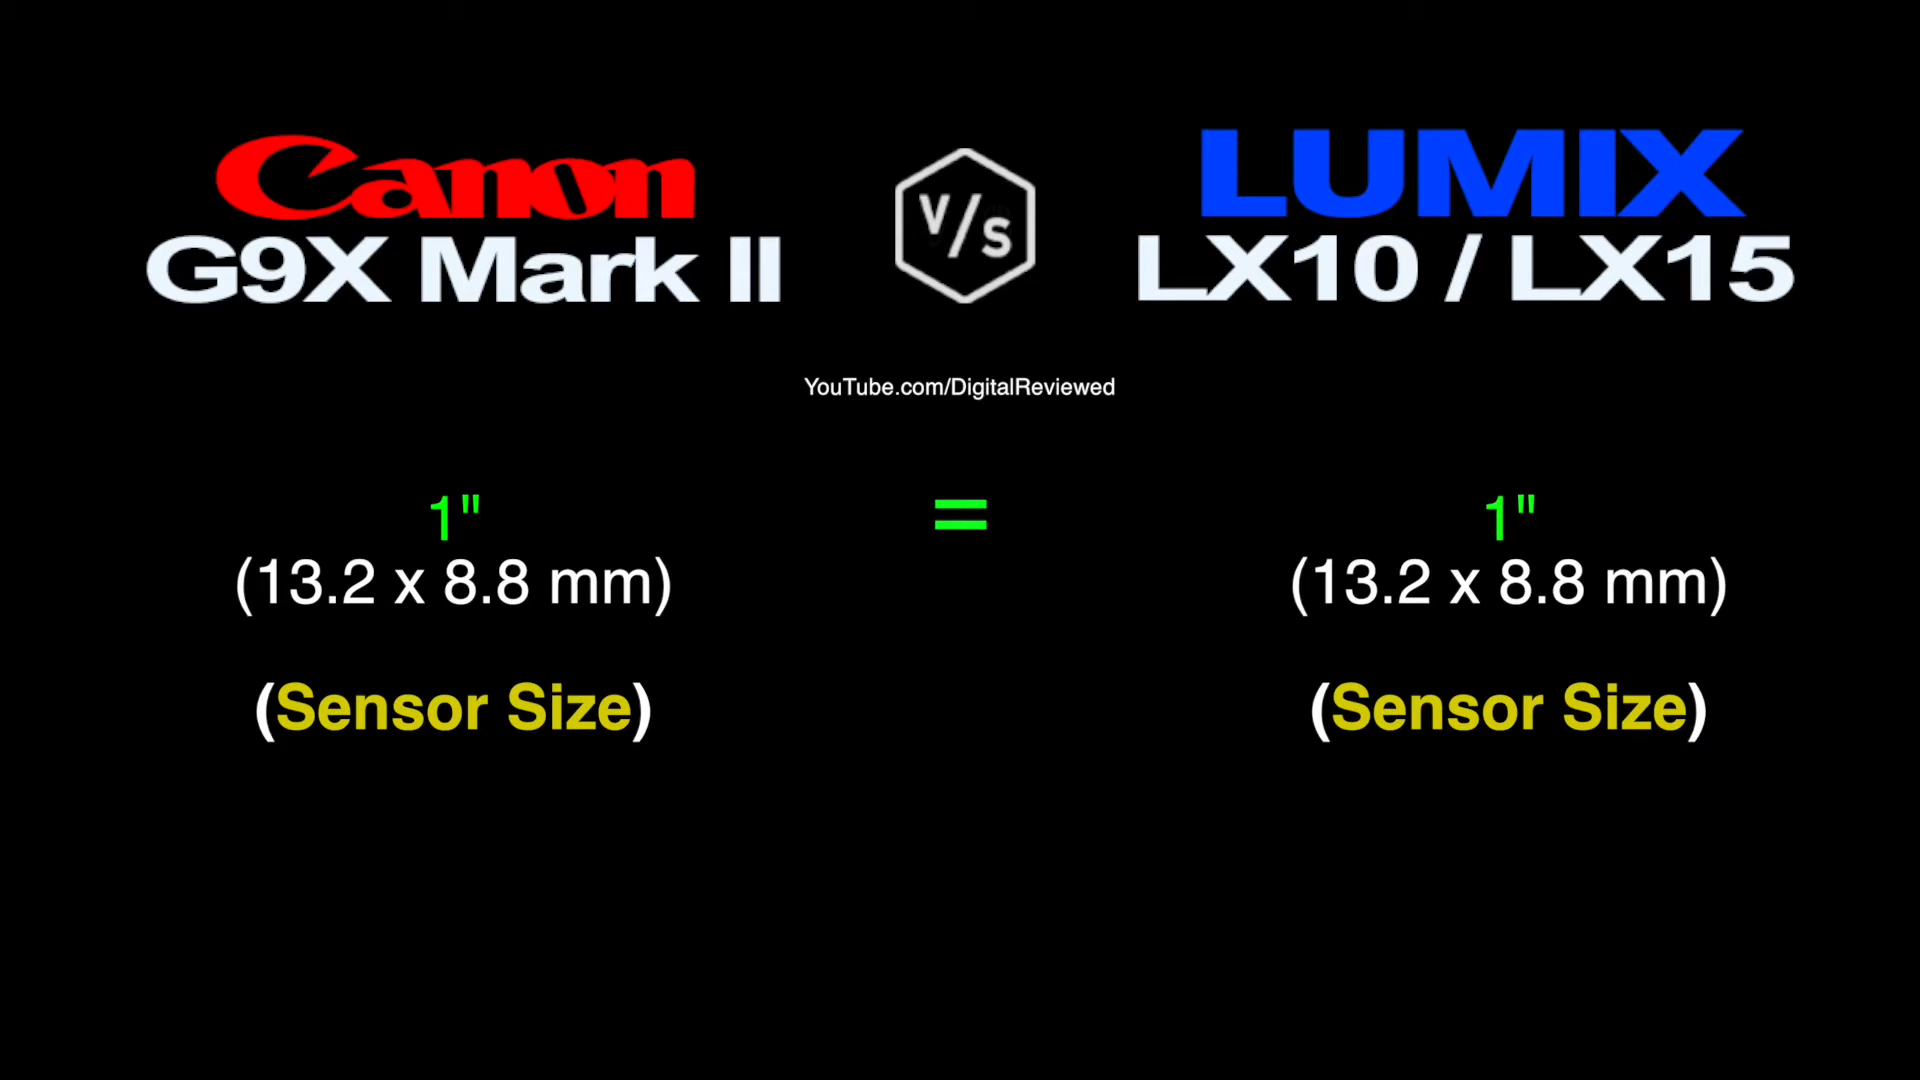 Canon
G9X Mark II
V/S
LUMIX
LX10 / LX15
YouTube.com/DigitalReviewed
1" = 1"
(13.2 x 8.8 mm) (13.2 x 8.8 mm)
(Sensor Size) (Sensor Size)